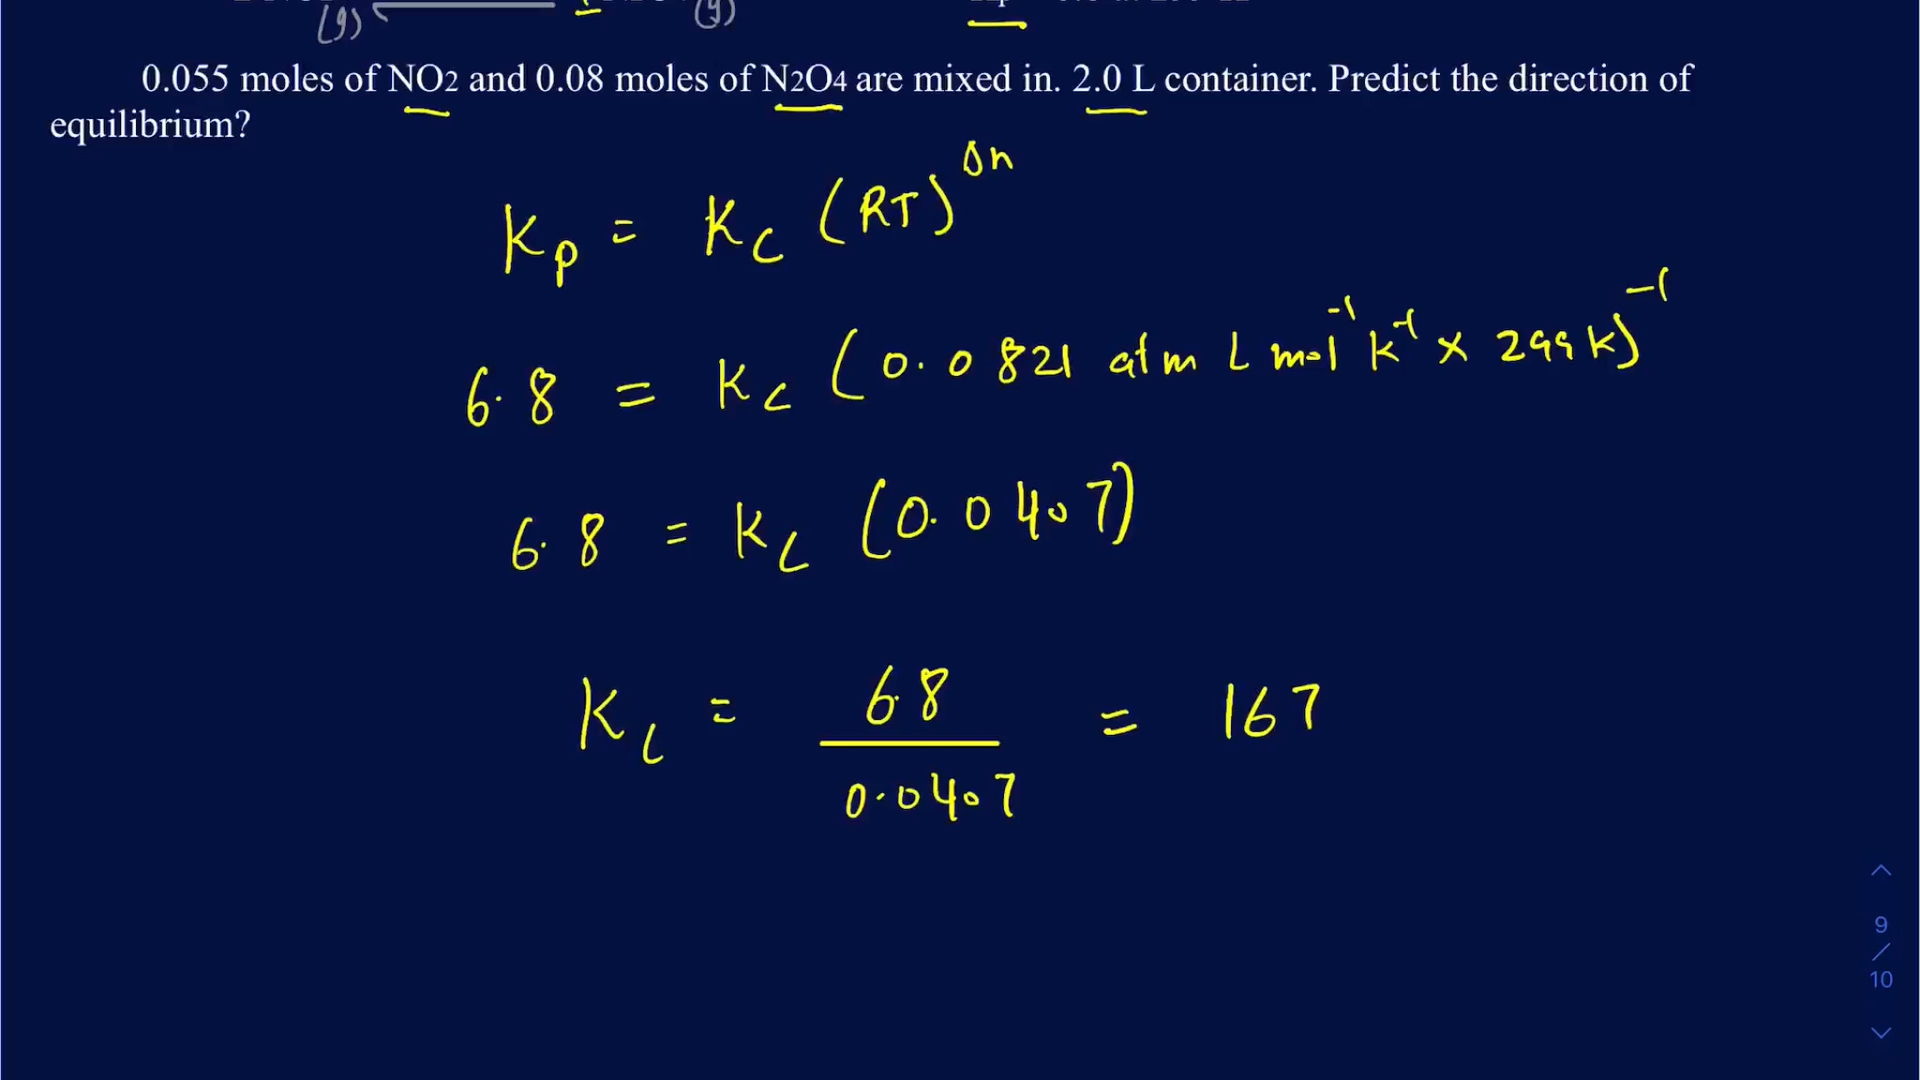 (g) (g)
0.055 moles of NO2 and 0.08 moles of N2O4 are mixed in. 2.0 L container. Predict the direction of
equilibrium?
Kp = Kc (RT)^Δn
6.8 = Kc (0.0821 atm L mol^-1 K^-1 x 299 K)^-1
6.8 = Kc (0.0407)
Kc = 6.8 / 0.0407 = 167
9
/
10